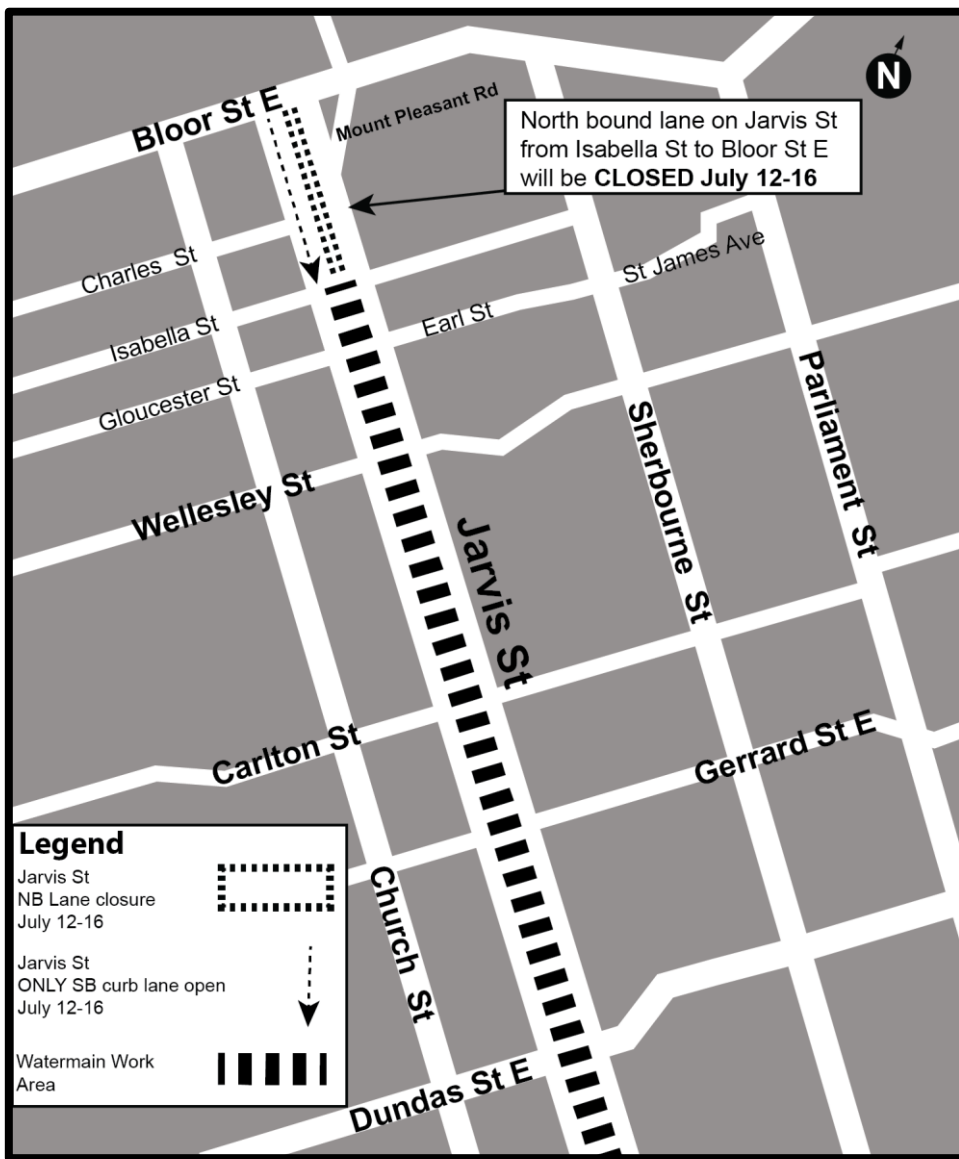 Bloor St E
Mount Pleasant Rd
N
North bound lane on Jarvis St
from Isabella St to Bloor St E
will be CLOSED July 12-16
Charles St
Isabella St
Gloucester St
Earl St
St James Ave
Wellesley St
Jarvis St
Sherbourne St
Parliament St
Carlton St
Gerrard St E
Church St
Dundas St E
Legend
Jarvis St
NB Lane closure
July 12-16
Jarvis St
ONLY SB curb lane open
July 12-16
Watermain Work
Area